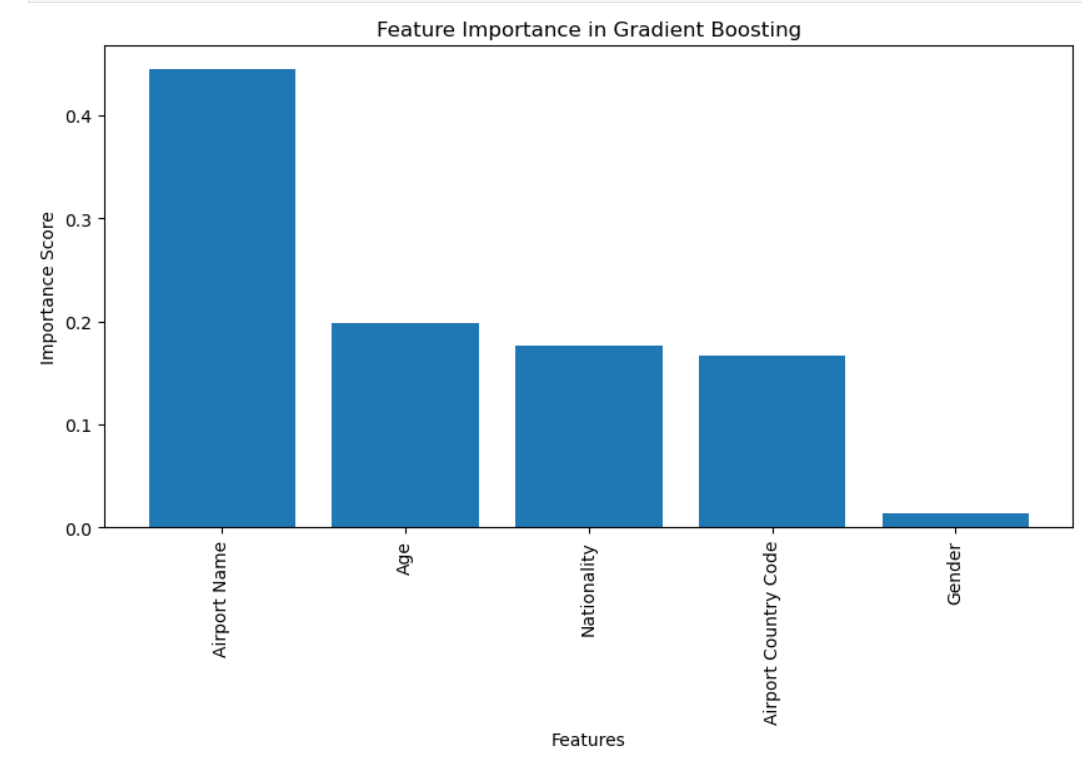 Feature Importance in Gradient Boosting
Importance Score
0.4
0.3
0.2
0.1
0.0
Airport Name
Age
Nationality
Airport Country Code
Gender
Features